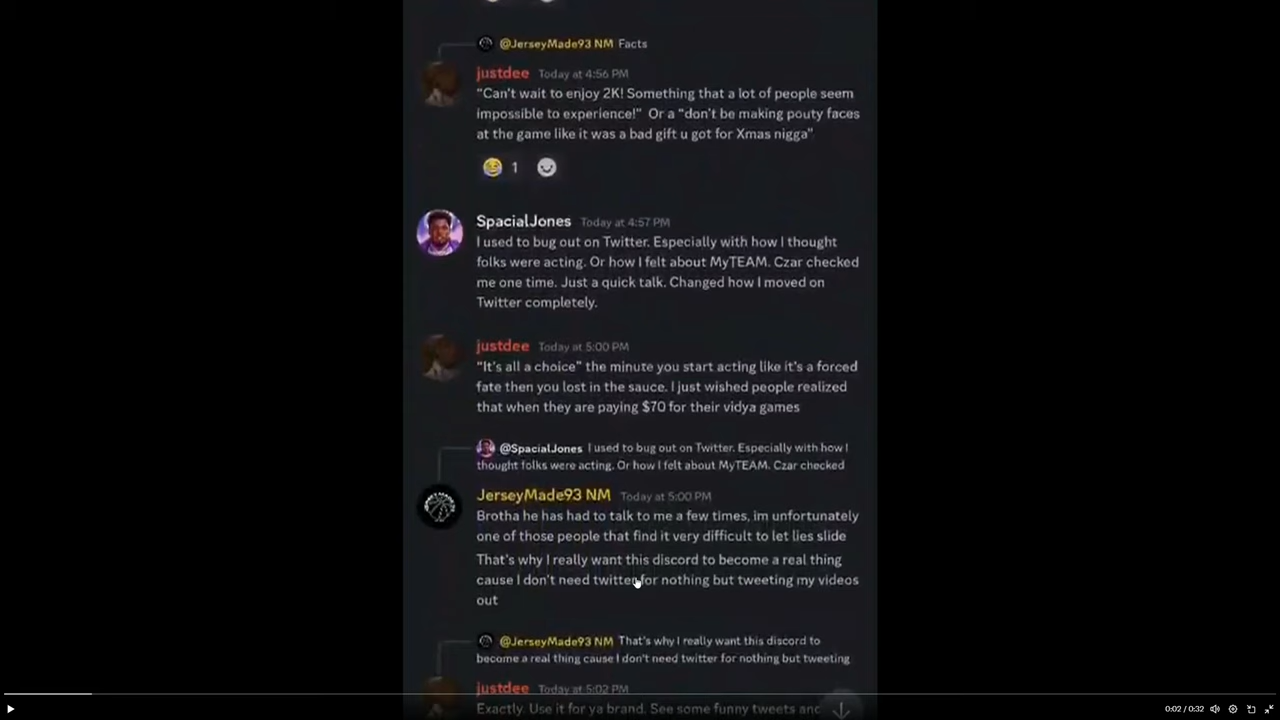 @JerseyMade93 NM Facts
justdee Today at 4:56 PM
“Can't wait to enjoy 2K! Something that a lot of people seem
impossible to experience!” Or a “don't be making pouty faces
at the game like it was a bad gift u got for Xmas nigga”
1
SpacialJones Today at 4:57 PM
I used to bug out on Twitter. Especially with how I thought
folks were acting. Or how I felt about MyTEAM. Czar checked
me one time. Just a quick talk. Changed how I moved on
Twitter completely.
justdee Today at 5:00 PM
“It's all a choice” the minute you start acting like it's a forced
fate then you lost in the sauce. I just wished people realized
that when they are paying $70 for their vidya games
@SpacialJones I used to bug out on Twitter. Especially with how I
thought folks were acting. Or how I felt about MyTEAM. Czar checked
JerseyMade93 NM Today at 5:00 PM
Brotha he has had to talk to me a few times, im unfortunately
one of those people that find it very difficult to let lies slide
That's why I really want this discord to become a real thing
cause I don't need twitter for nothing but tweeting my videos
out
@JerseyMade93 NM That's why I really want this discord to
become a real thing cause I don't need twitter for nothing but tweeting
justdee Today at 5:02 PM
Exactly. Use it for ya brand. See some funny tweets and
0:02 / 0:32